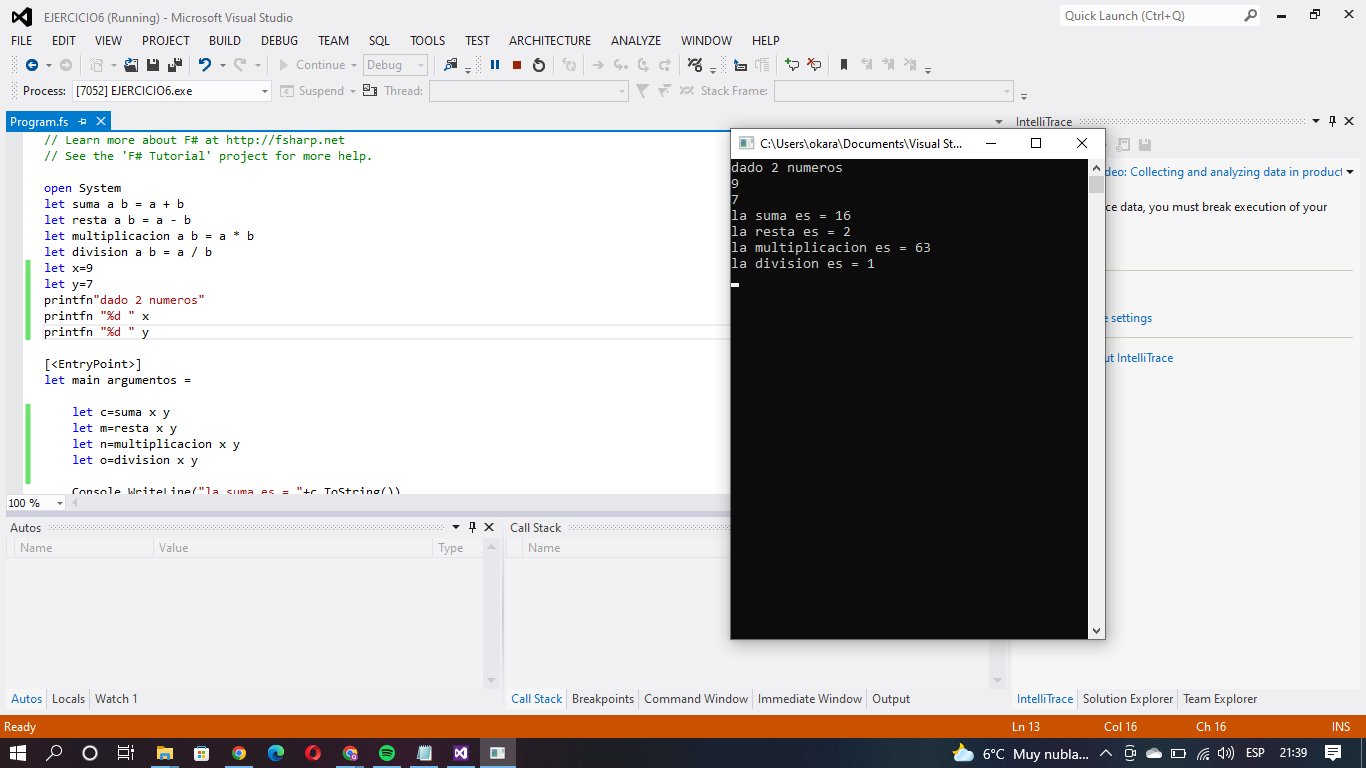 EJERCICIO6 (Running) - Microsoft Visual Studio
Quick Launch (Ctrl+Q)
FILE EDIT VIEW PROJECT BUILD DEBUG TEAM SQL TOOLS TEST ARCHITECTURE ANALYZE WINDOW HELP
Continue Debug
Process: [7052] EJERCICIO6.exe Suspend Thread: Stack Frame:
Program.fs
// Learn more about F# at http://fsharp.net
// See the 'F# Tutorial' project for more help.
open System
let suma a b = a + b
let resta a b = a - b
let multiplicacion a b = a * b
let division a b = a / b
let x=9
let y=7
printfn"dado 2 numeros"
printfn "%d " x
printfn "%d " y
[<EntryPoint>]
let main argumentos =
let c=suma x y
let m=resta x y
let n=multiplicacion x y
let o=division x y
Console.WriteLine("la suma es = "+c.ToString())
100 %
C:\Users\okara\Documents\Visual St...
dado 2 numeros
9
7
la suma es = 16
la resta es = 2
la multiplicacion es = 63
la division es = 1
IntelliTrace
deo: Collecting and analyzing data in product
ce data, you must break execution of your
e settings
ut IntelliTrace
Autos
Name Value Type
Call Stack
Name
Autos Locals Watch 1
Call Stack Breakpoints Command Window Immediate Window Output
IntelliTrace Solution Explorer Team Explorer
Ready Ln 13 Col 16 Ch 16 INS
6°C Muy nubla... ESP 21:39